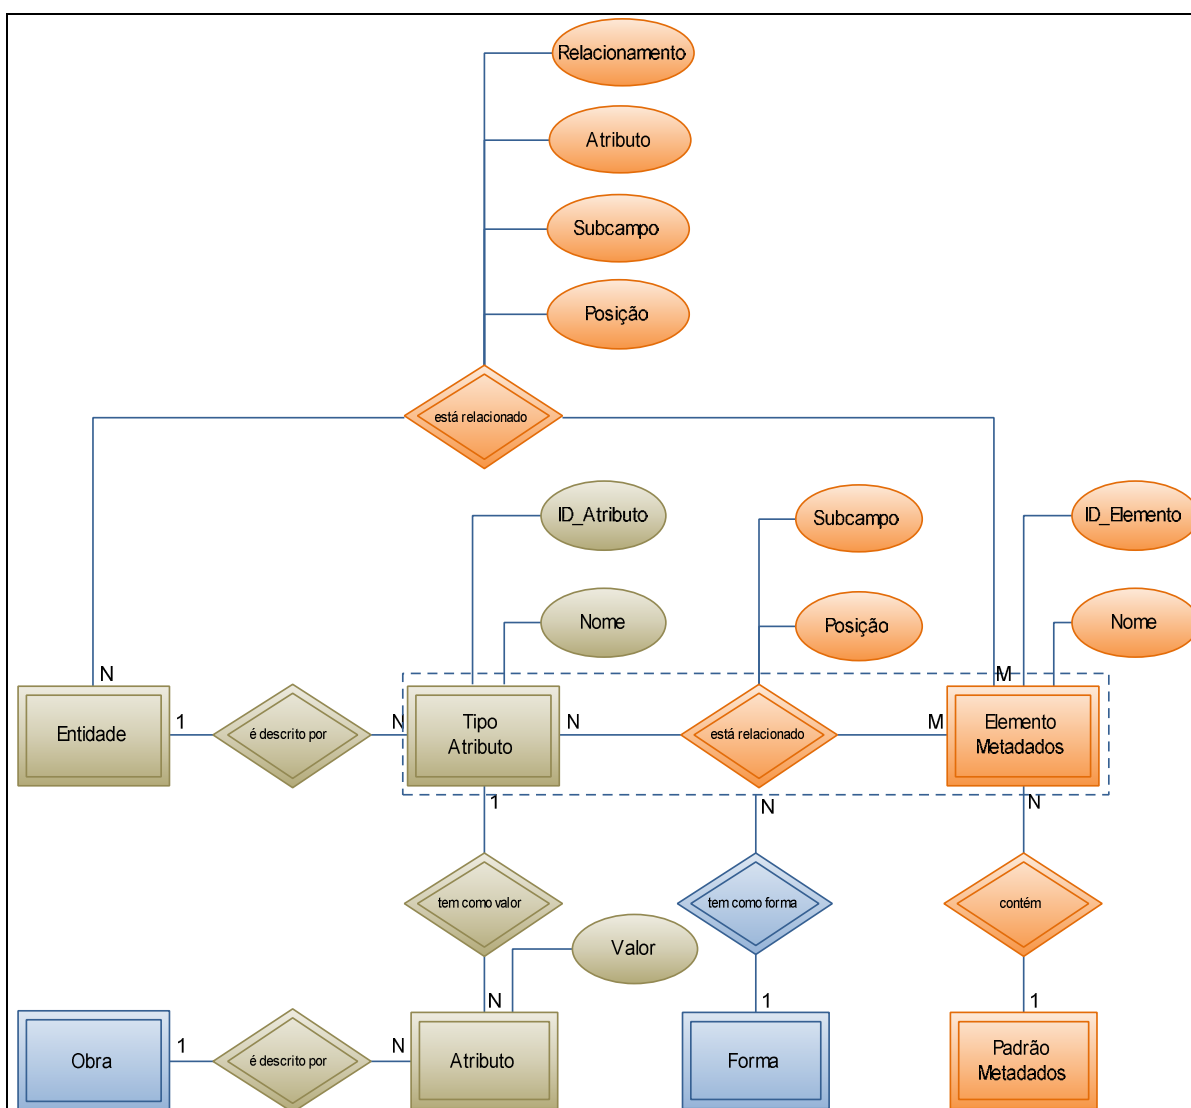 Relacionamento
Atributo
Subcampo
Posição
está relacionado
ID_Atributo
Subcampo
ID_Elemento
Nome
Posição
Nome
N
M
Entidade
1
é descrito por
N
Tipo
Atributo
N
está relacionado
M
Elemento
Metadados
1
N
N
tem como valor
tem como forma
contém
Valor
N
1
1
Obra
1
é descrito por
N
Atributo
Forma
Padrão
Metadados